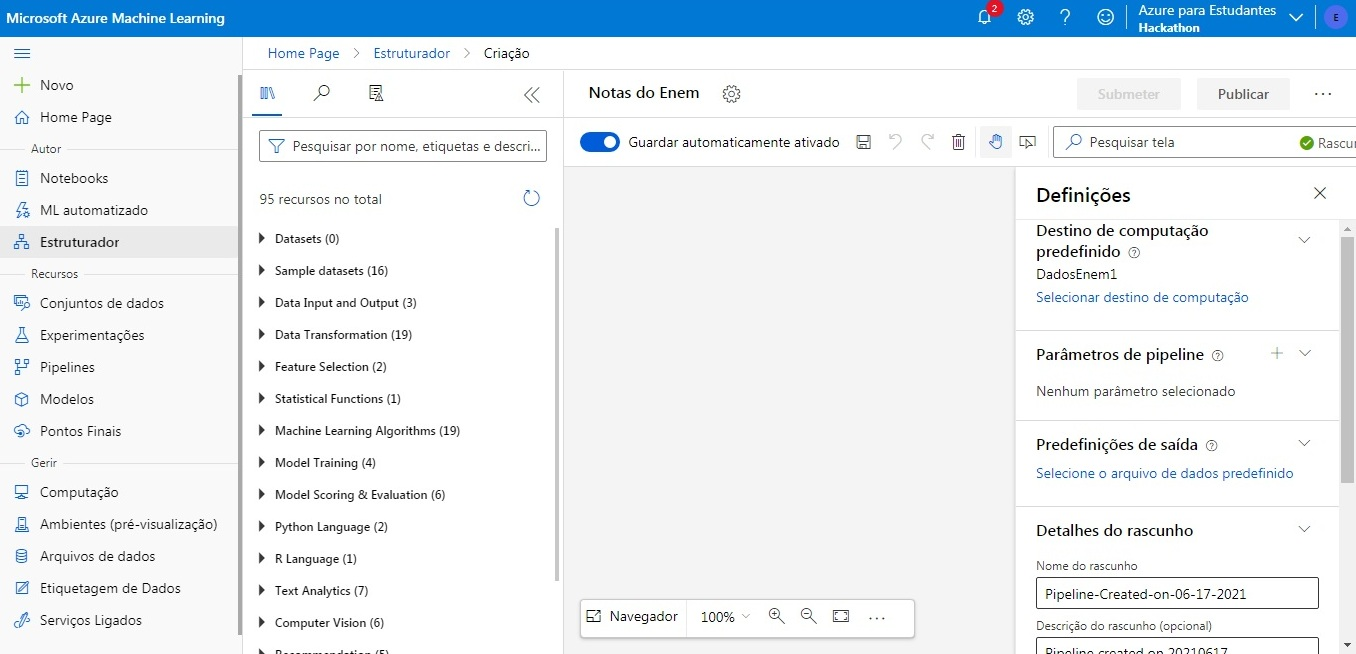 Microsoft Azure Machine Learning
2
Azure para Estudantes
Hackathon
E
Novo
Home Page
Autor
Notebooks
ML automatizado
Estruturador
Recursos
Conjuntos de dados
Experimentações
Pipelines
Modelos
Pontos Finais
Gerir
Computação
Ambientes (pré-visualização)
Arquivos de dados
Etiquetagem de Dados
Serviços Ligados
Home Page > Estruturador > Criação
Pesquisar por nome, etiquetas e descri...
95 recursos no total
Datasets (0)
Sample datasets (16)
Data Input and Output (3)
Data Transformation (19)
Feature Selection (2)
Statistical Functions (1)
Machine Learning Algorithms (19)
Model Training (4)
Model Scoring & Evaluation (6)
Python Language (2)
R Language (1)
Text Analytics (7)
Computer Vision (6)
Recommendation (5)
Notas do Enem
Submeter
Publicar
Guardar automaticamente ativado
Pesquisar tela
Rascu
Navegador
100%
Definições
Destino de computação
predefinido
DadosEnem1
Selecionar destino de computação
Parâmetros de pipeline
Nenhum parâmetro selecionado
Predefinições de saída
Selecione o arquivo de dados predefinido
Detalhes do rascunho
Nome do rascunho
Pipeline-Created-on-06-17-2021
Descrição do rascunho (opcional)
Pipeline created on 20210617